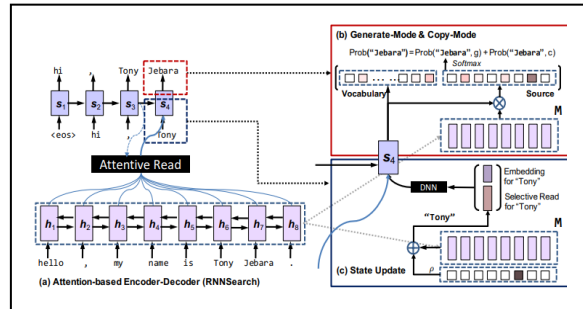 hi , Tony Jebara
s1 s2 s3 s4
<eos> hi , Tony
Attentive Read
h1 h2 h3 h4 h5 h6 h7 h8
hello , my name is Tony Jebara .
(a) Attention-based Encoder-Decoder (RNNSearch)
(b) Generate-Mode & Copy-Mode
Prob("Jebara") = Prob("Jebara", g) + Prob("Jebara", c)
Softmax
... ...
Vocabulary Source
M
s4
DNN
Embedding
for "Tony"
Selective Read
for "Tony"
"Tony"
M
(c) State Update
ρ